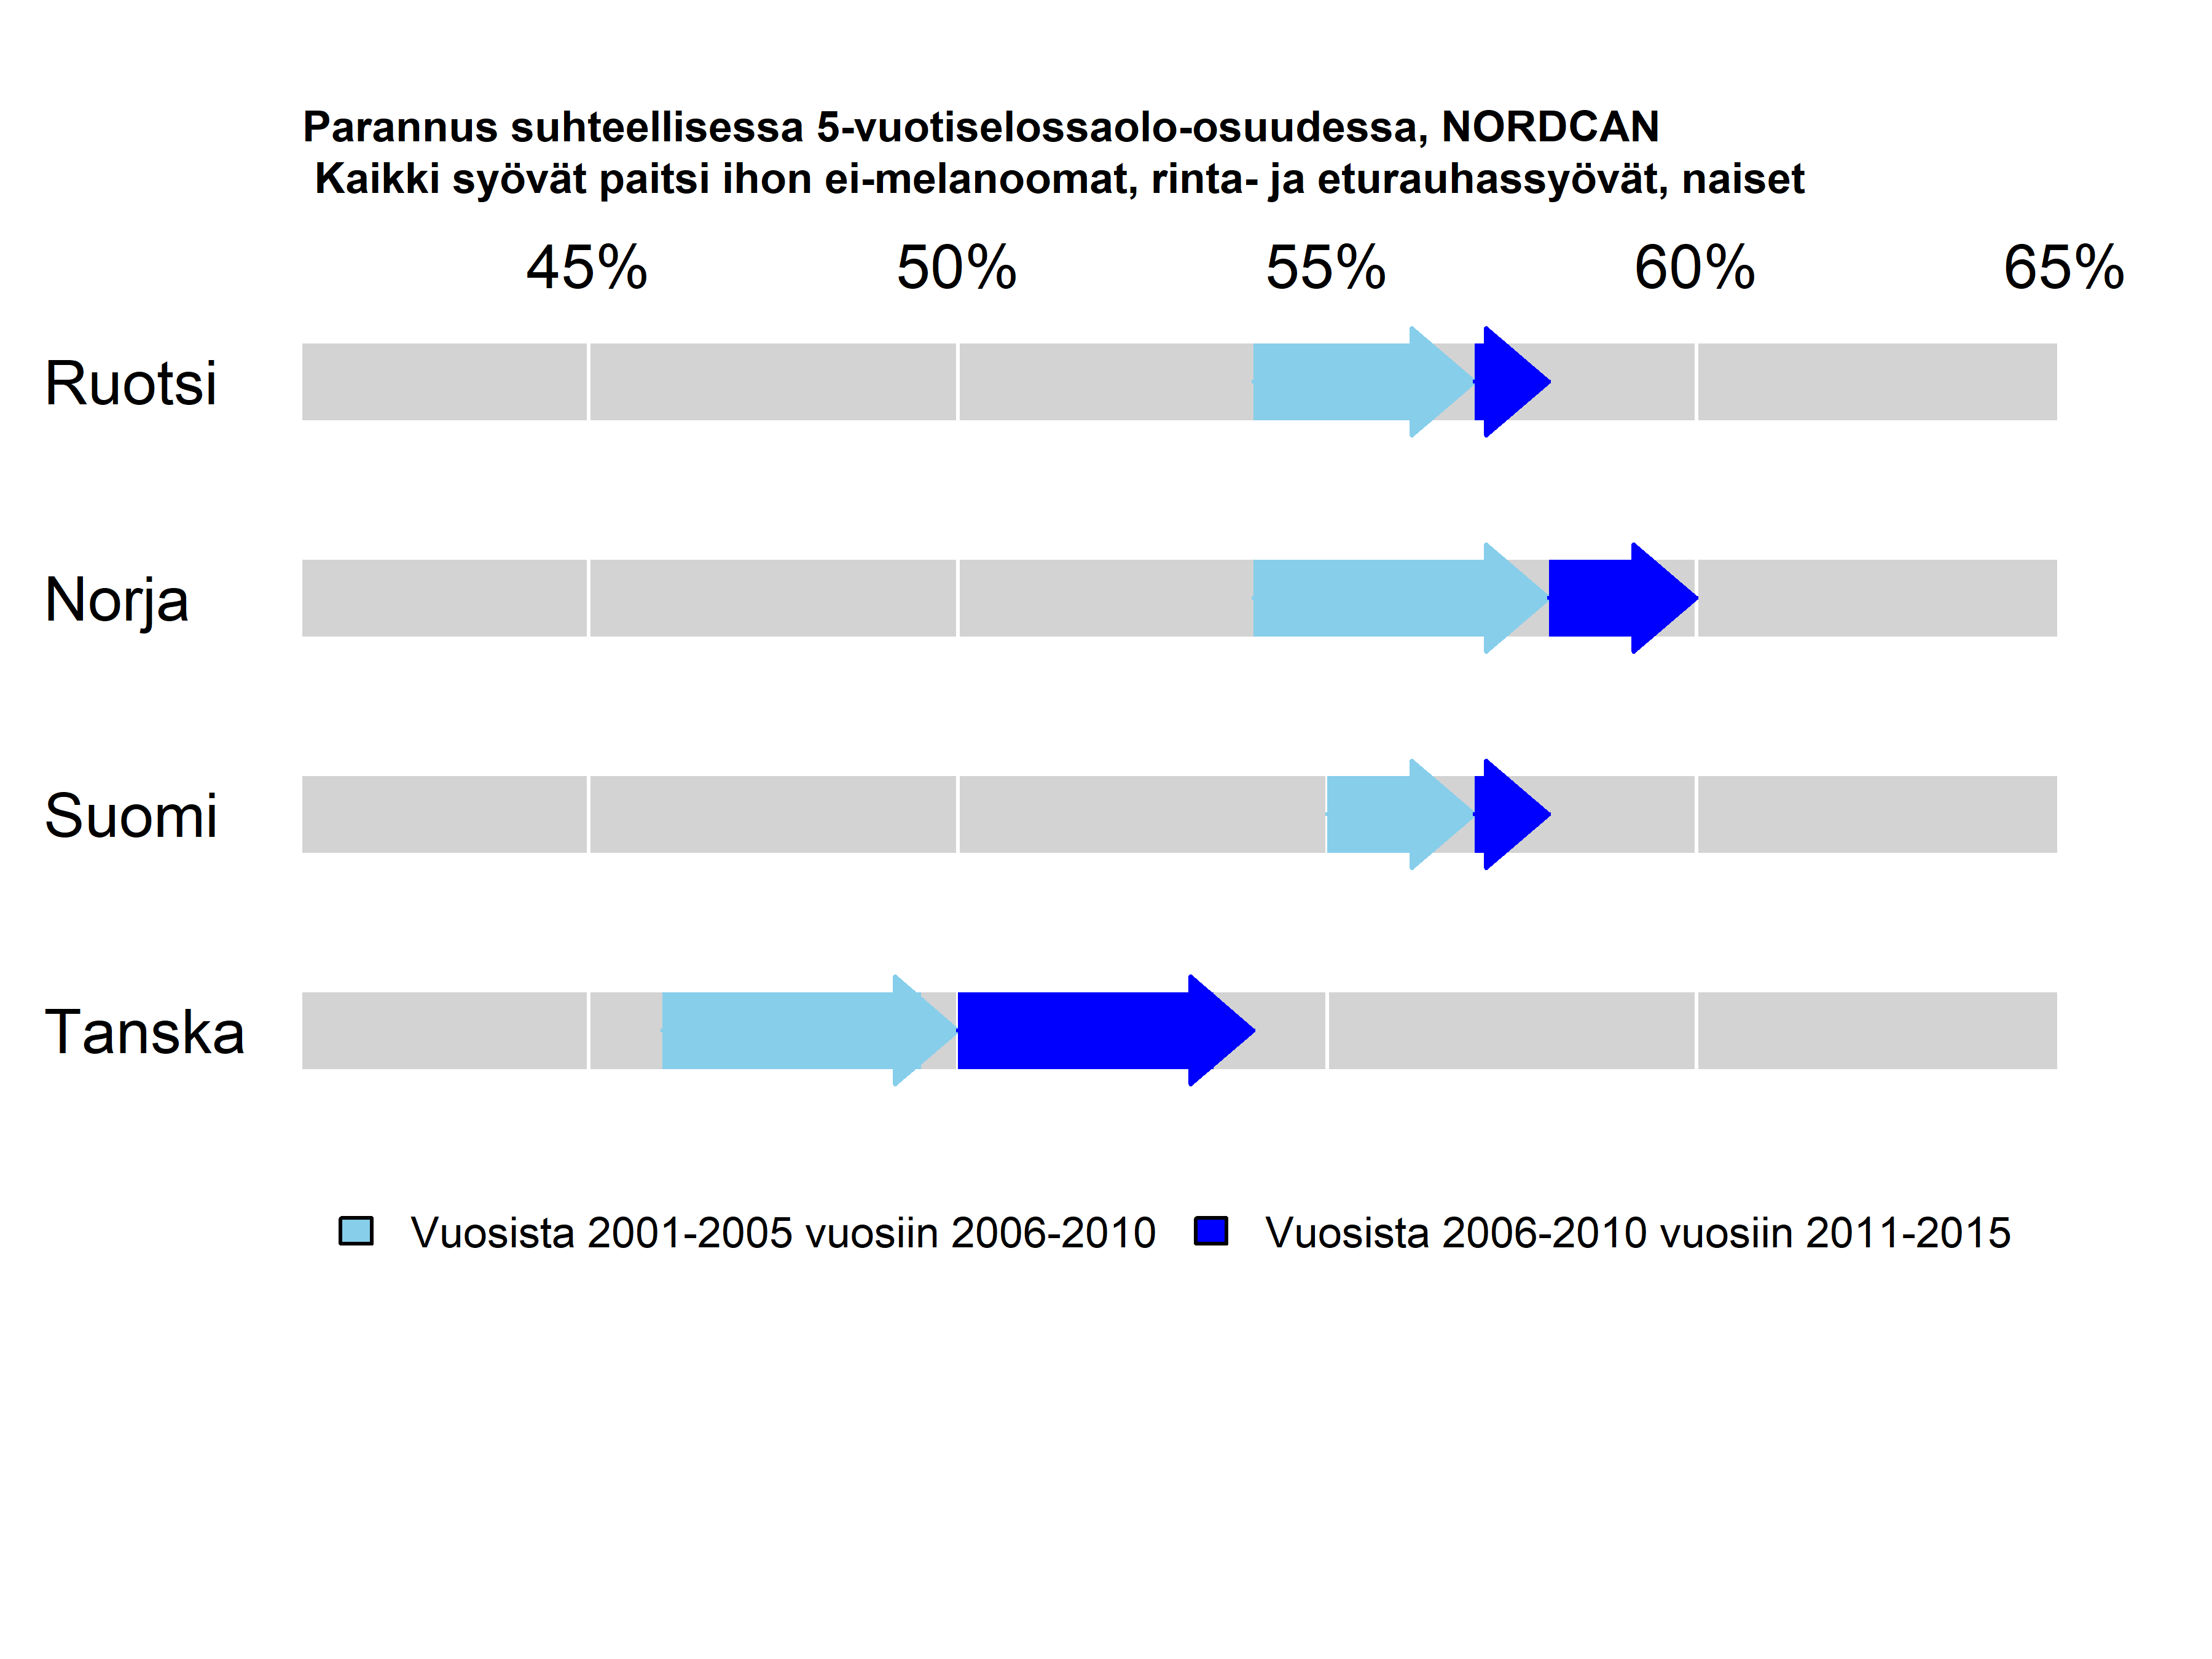 Parannus suhteellisessa 5-vuotiselossaolo-osuudessa, NORDCAN
Kaikki syövät paitsi ihon ei-melanoomat, rinta- ja eturauhassyövät, naiset
45% 50% 55% 60% 65%
Ruotsi
Norja
Suomi
Tanska
Vuosista 2001-2005 vuosiin 2006-2010 Vuosista 2006-2010 vuosiin 2011-2015